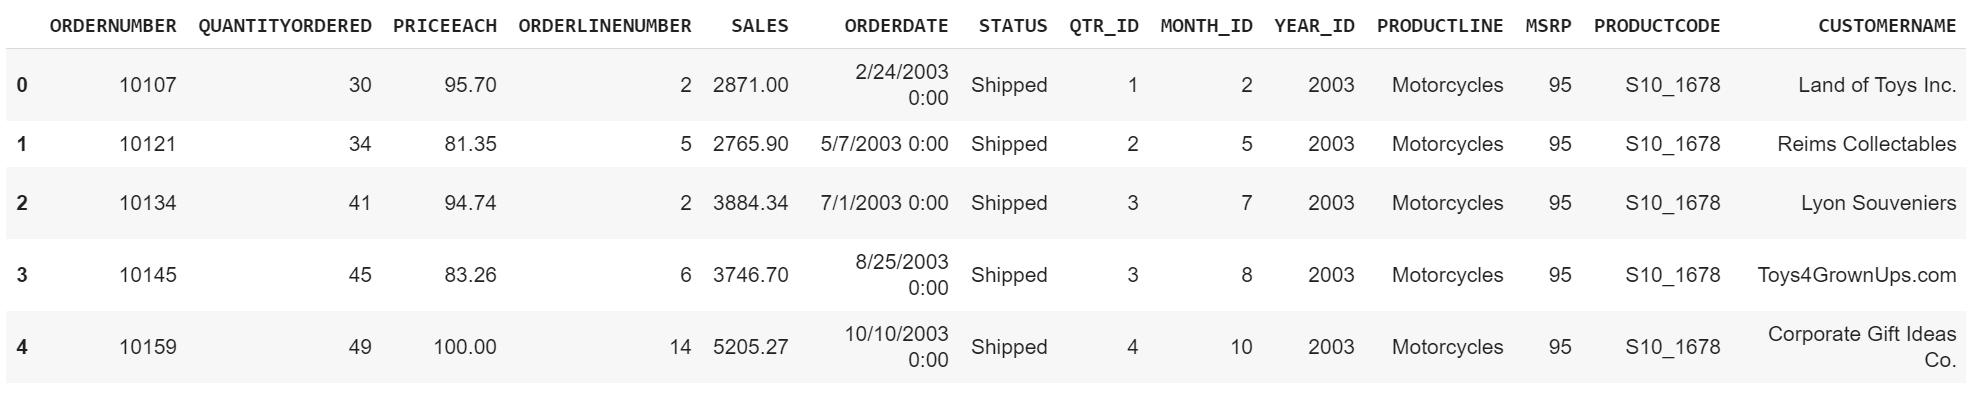 ORDERNUMBER QUANTITYORDERED PRICEEACH ORDERLINENUMBER SALES ORDERDATE STATUS QTR_ID MONTH_ID YEAR_ID PRODUCTLINE MSRP PRODUCTCODE CUSTOMERNAME
0 10107 30 95.70 2 2871.00 2/24/2003 0:00 Shipped 1 2 2003 Motorcycles 95 S10_1678 Land of Toys Inc.
1 10121 34 81.35 5 2765.90 5/7/2003 0:00 Shipped 2 5 2003 Motorcycles 95 S10_1678 Reims Collectables
2 10134 41 94.74 2 3884.34 7/1/2003 0:00 Shipped 3 7 2003 Motorcycles 95 S10_1678 Lyon Souveniers
3 10145 45 83.26 6 3746.70 8/25/2003 0:00 Shipped 3 8 2003 Motorcycles 95 S10_1678 Toys4GrownUps.com
4 10159 49 100.00 14 5205.27 10/10/2003 0:00 Shipped 4 10 2003 Motorcycles 95 S10_1678 Corporate Gift Ideas Co.